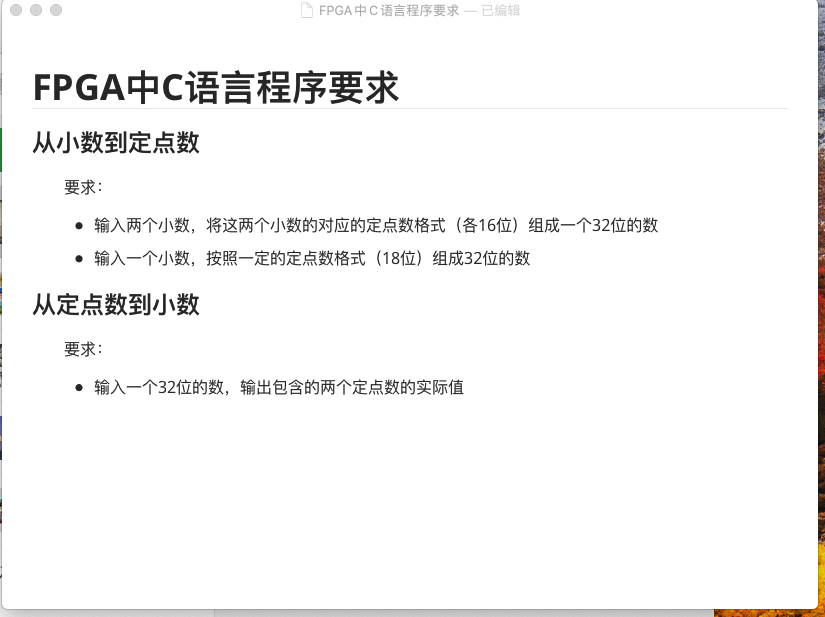 FPGA中C语言程序要求 — 已编辑
FPGA中C语言程序要求
从小数到定点数
要求：
• 输入两个小数，将这两个小数的对应的定点数格式（各16位）组成一个32位的数
• 输入一个小数，按照一定的定点数格式（18位）组成32位的数
从定点数到小数
要求：
• 输入一个32位的数，输出包含的两个定点数的实际值